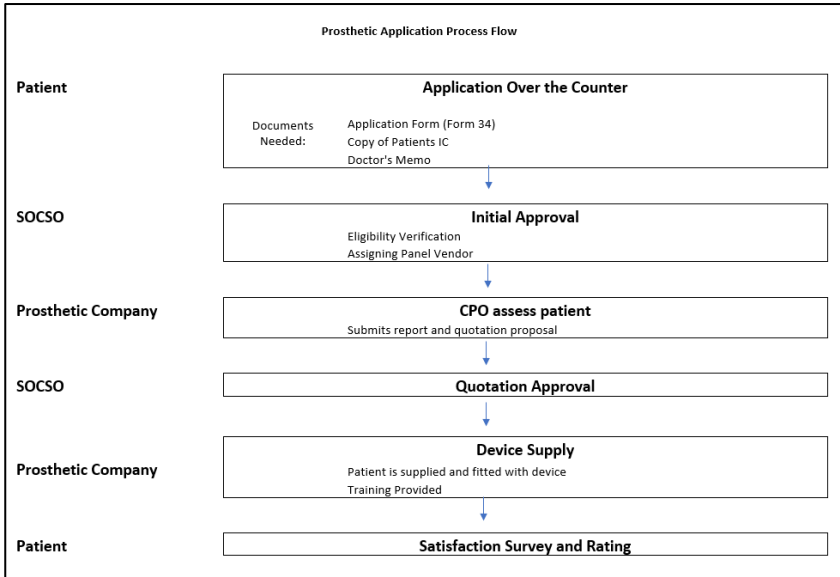 Prosthetic Application Process Flow
Patient
Application Over the Counter
Documents
Needed:
Application Form (Form 34)
Copy of Patients IC
Doctor's Memo
SOCSO
Initial Approval
Eligibility Verification
Assigning Panel Vendor
Prosthetic Company
CPO assess patient
Submits report and quotation proposal
SOCSO
Quotation Approval
Prosthetic Company
Device Supply
Patient is supplied and fitted with device
Training Provided
Patient
Satisfaction Survey and Rating